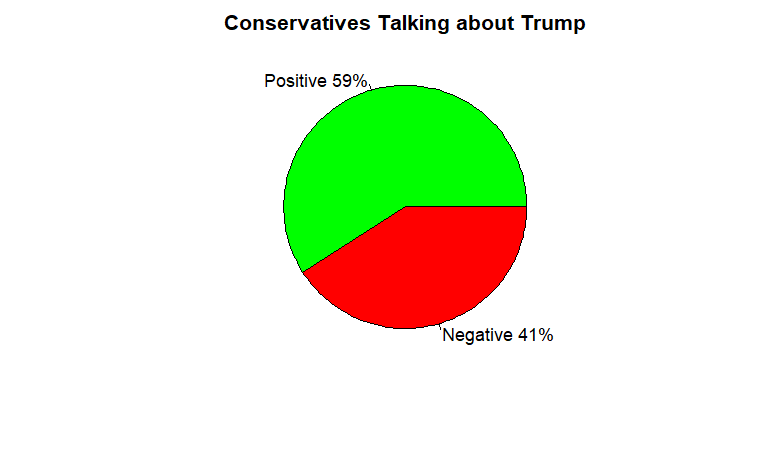 Conservatives Talking about Trump
Positive 59%
Negative 41%